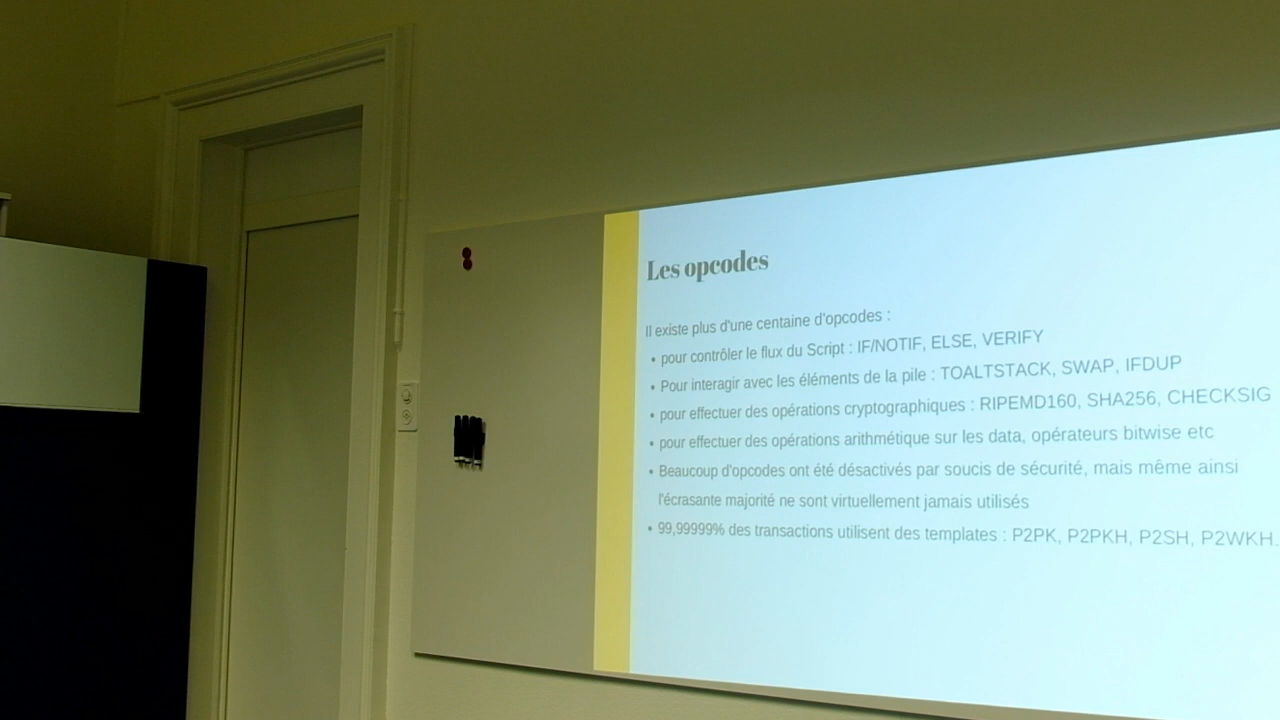 Les opcodes
Il existe plus d'une centaine d'opcodes :
• pour contrôler le flux du Script : IF/NOTIF, ELSE, VERIFY
• Pour interagir avec les éléments de la pile : TOALTSTACK, SWAP, IFDUP
• pour effectuer des opérations cryptographiques : RIPEMD160, SHA256, CHECKSIG
• pour effectuer des opérations arithmétique sur les data, opérateurs bitwise etc
• Beaucoup d'opcodes ont été désactivés par soucis de sécurité, mais même ainsi
l'écrasante majorité ne sont virtuellement jamais utilisés
• 99,99999% des transactions utilisent des templates : P2PK, P2PKH, P2SH, P2WKH.